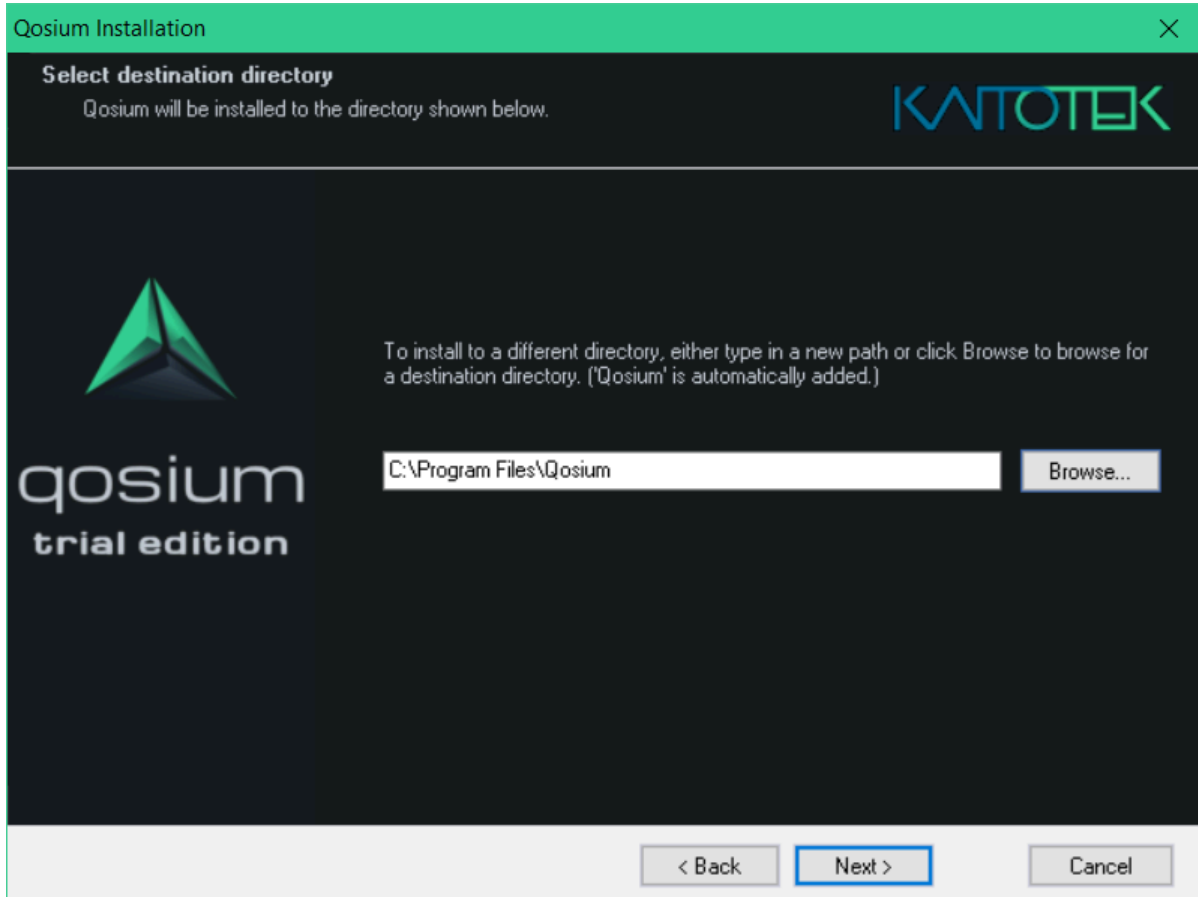 Qosium Installation
Select destination directory
Qosium will be installed to the directory shown below.
KAITOTEK
To install to a different directory, either type in a new path or click Browse to browse for
a destination directory. ('Qosium' is automatically added.)
qosium
trial edition
C:\Program Files\Qosium
Browse...
< Back
Next >
Cancel